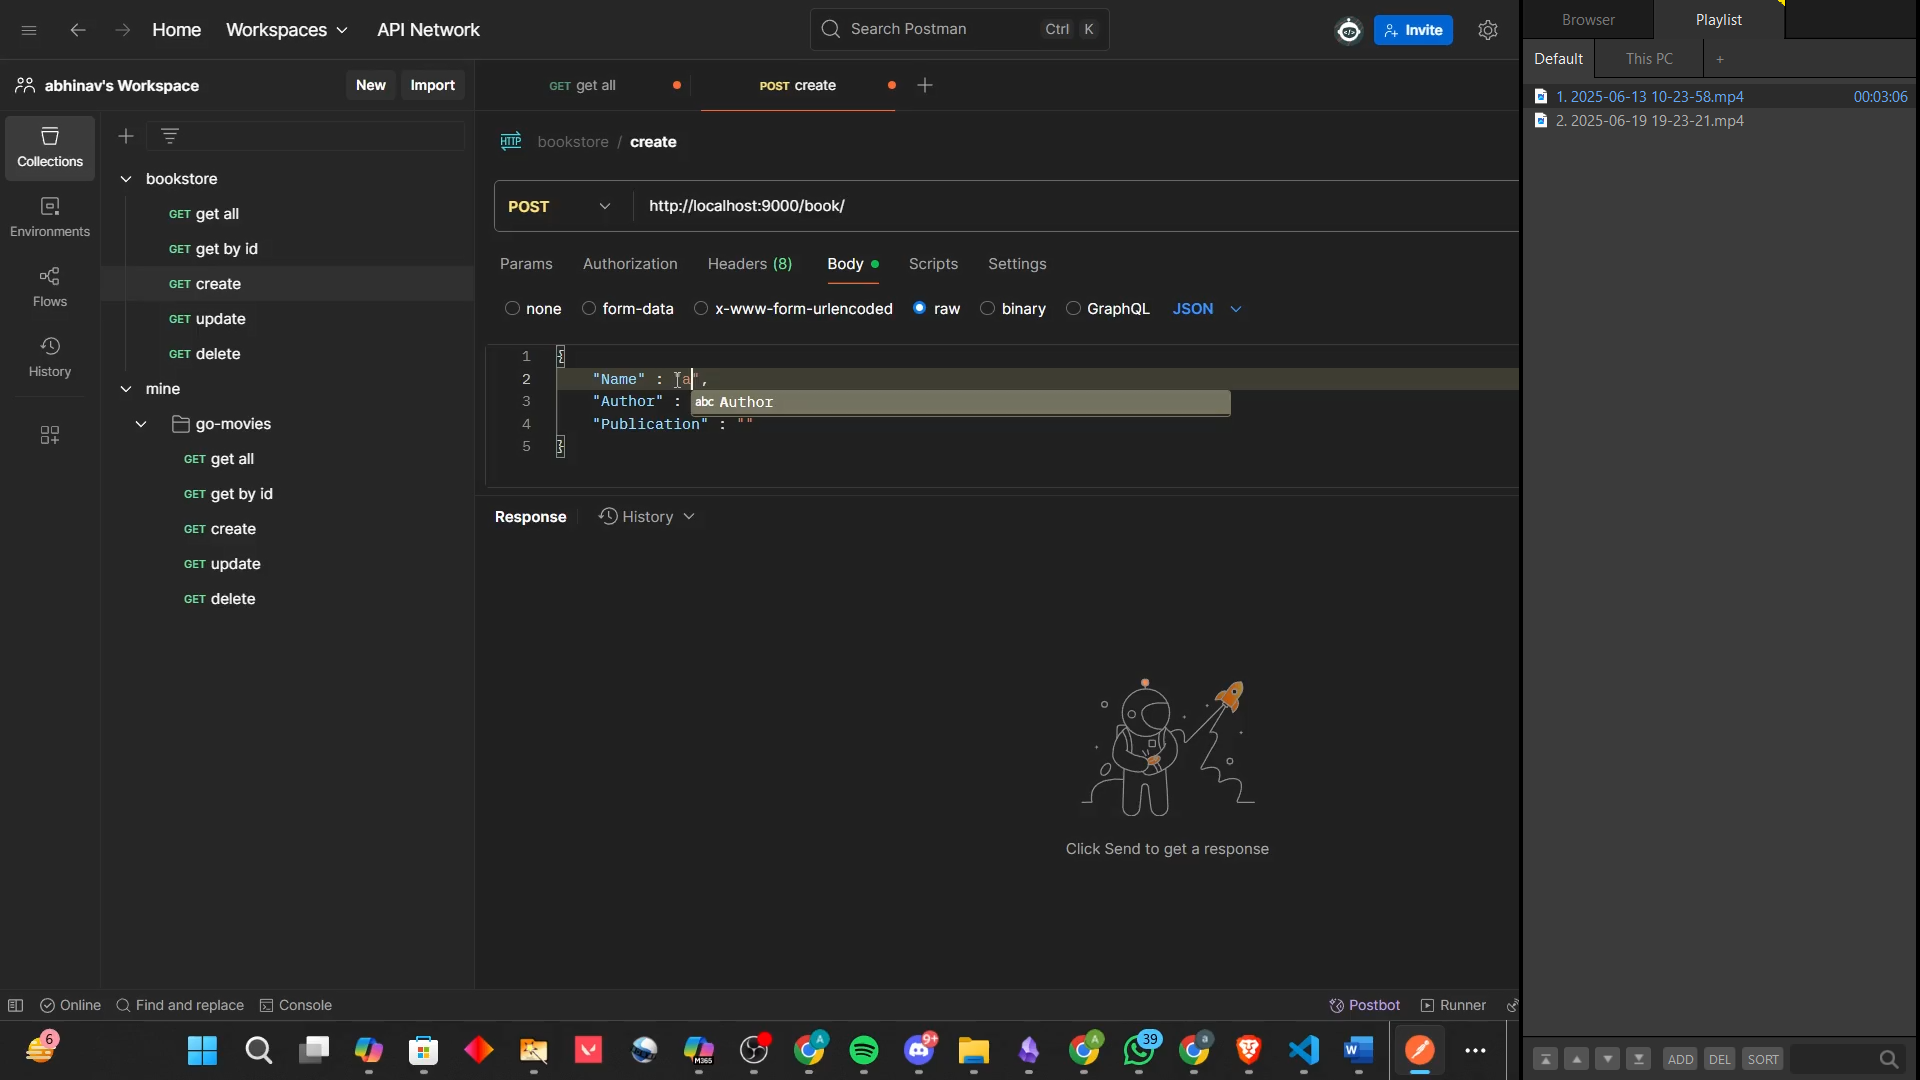 Home Workspaces API Network Search Postman Ctrl K Invite
abhinav's Workspace New Import GET get all POST create
Collections
Environments
Flows
History
bookstore
GET get all
GET get by id
GET create
GET update
GET delete
mine
go-movies
GET get all
GET get by id
GET create
GET update
GET delete
HTTP bookstore / create
POST http://localhost:9000/book/
Params Authorization Headers (8) Body Scripts Settings
none form-data x-www-form-urlencoded raw binary GraphQL JSON
1 {
2 "Name" : "a",
3 "Author" :
abc Author
4 "Publication" : ""
5 }
Response History
Click Send to get a response
Online Find and replace Console Postbot Runner
6 M365 A 9+ A 39 a
Browser Playlist
Default This PC +
1. 2025-06-13 10-23-58.mp4 00:03:06
2. 2025-06-19 19-23-21.mp4
ADD DEL SORT